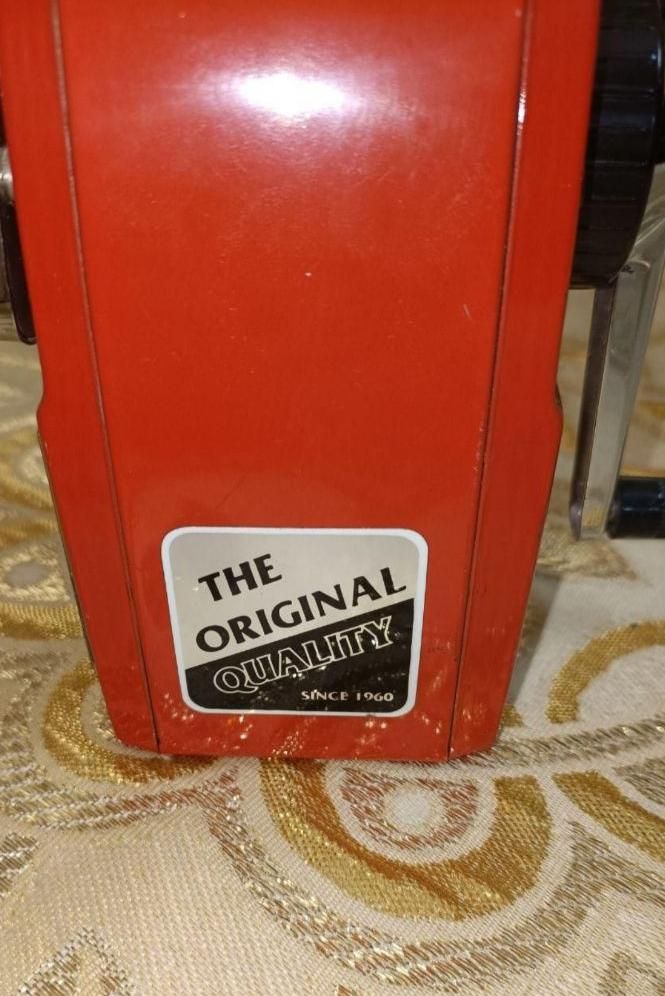 THE
ORIGINAL
QUALITY
SINCE 1960